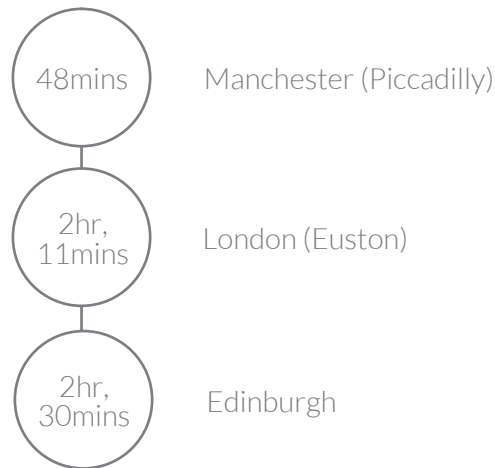 48mins
Manchester (Piccadilly)
2hr,
11mins
London (Euston)
2hr,
30mins
Edinburgh